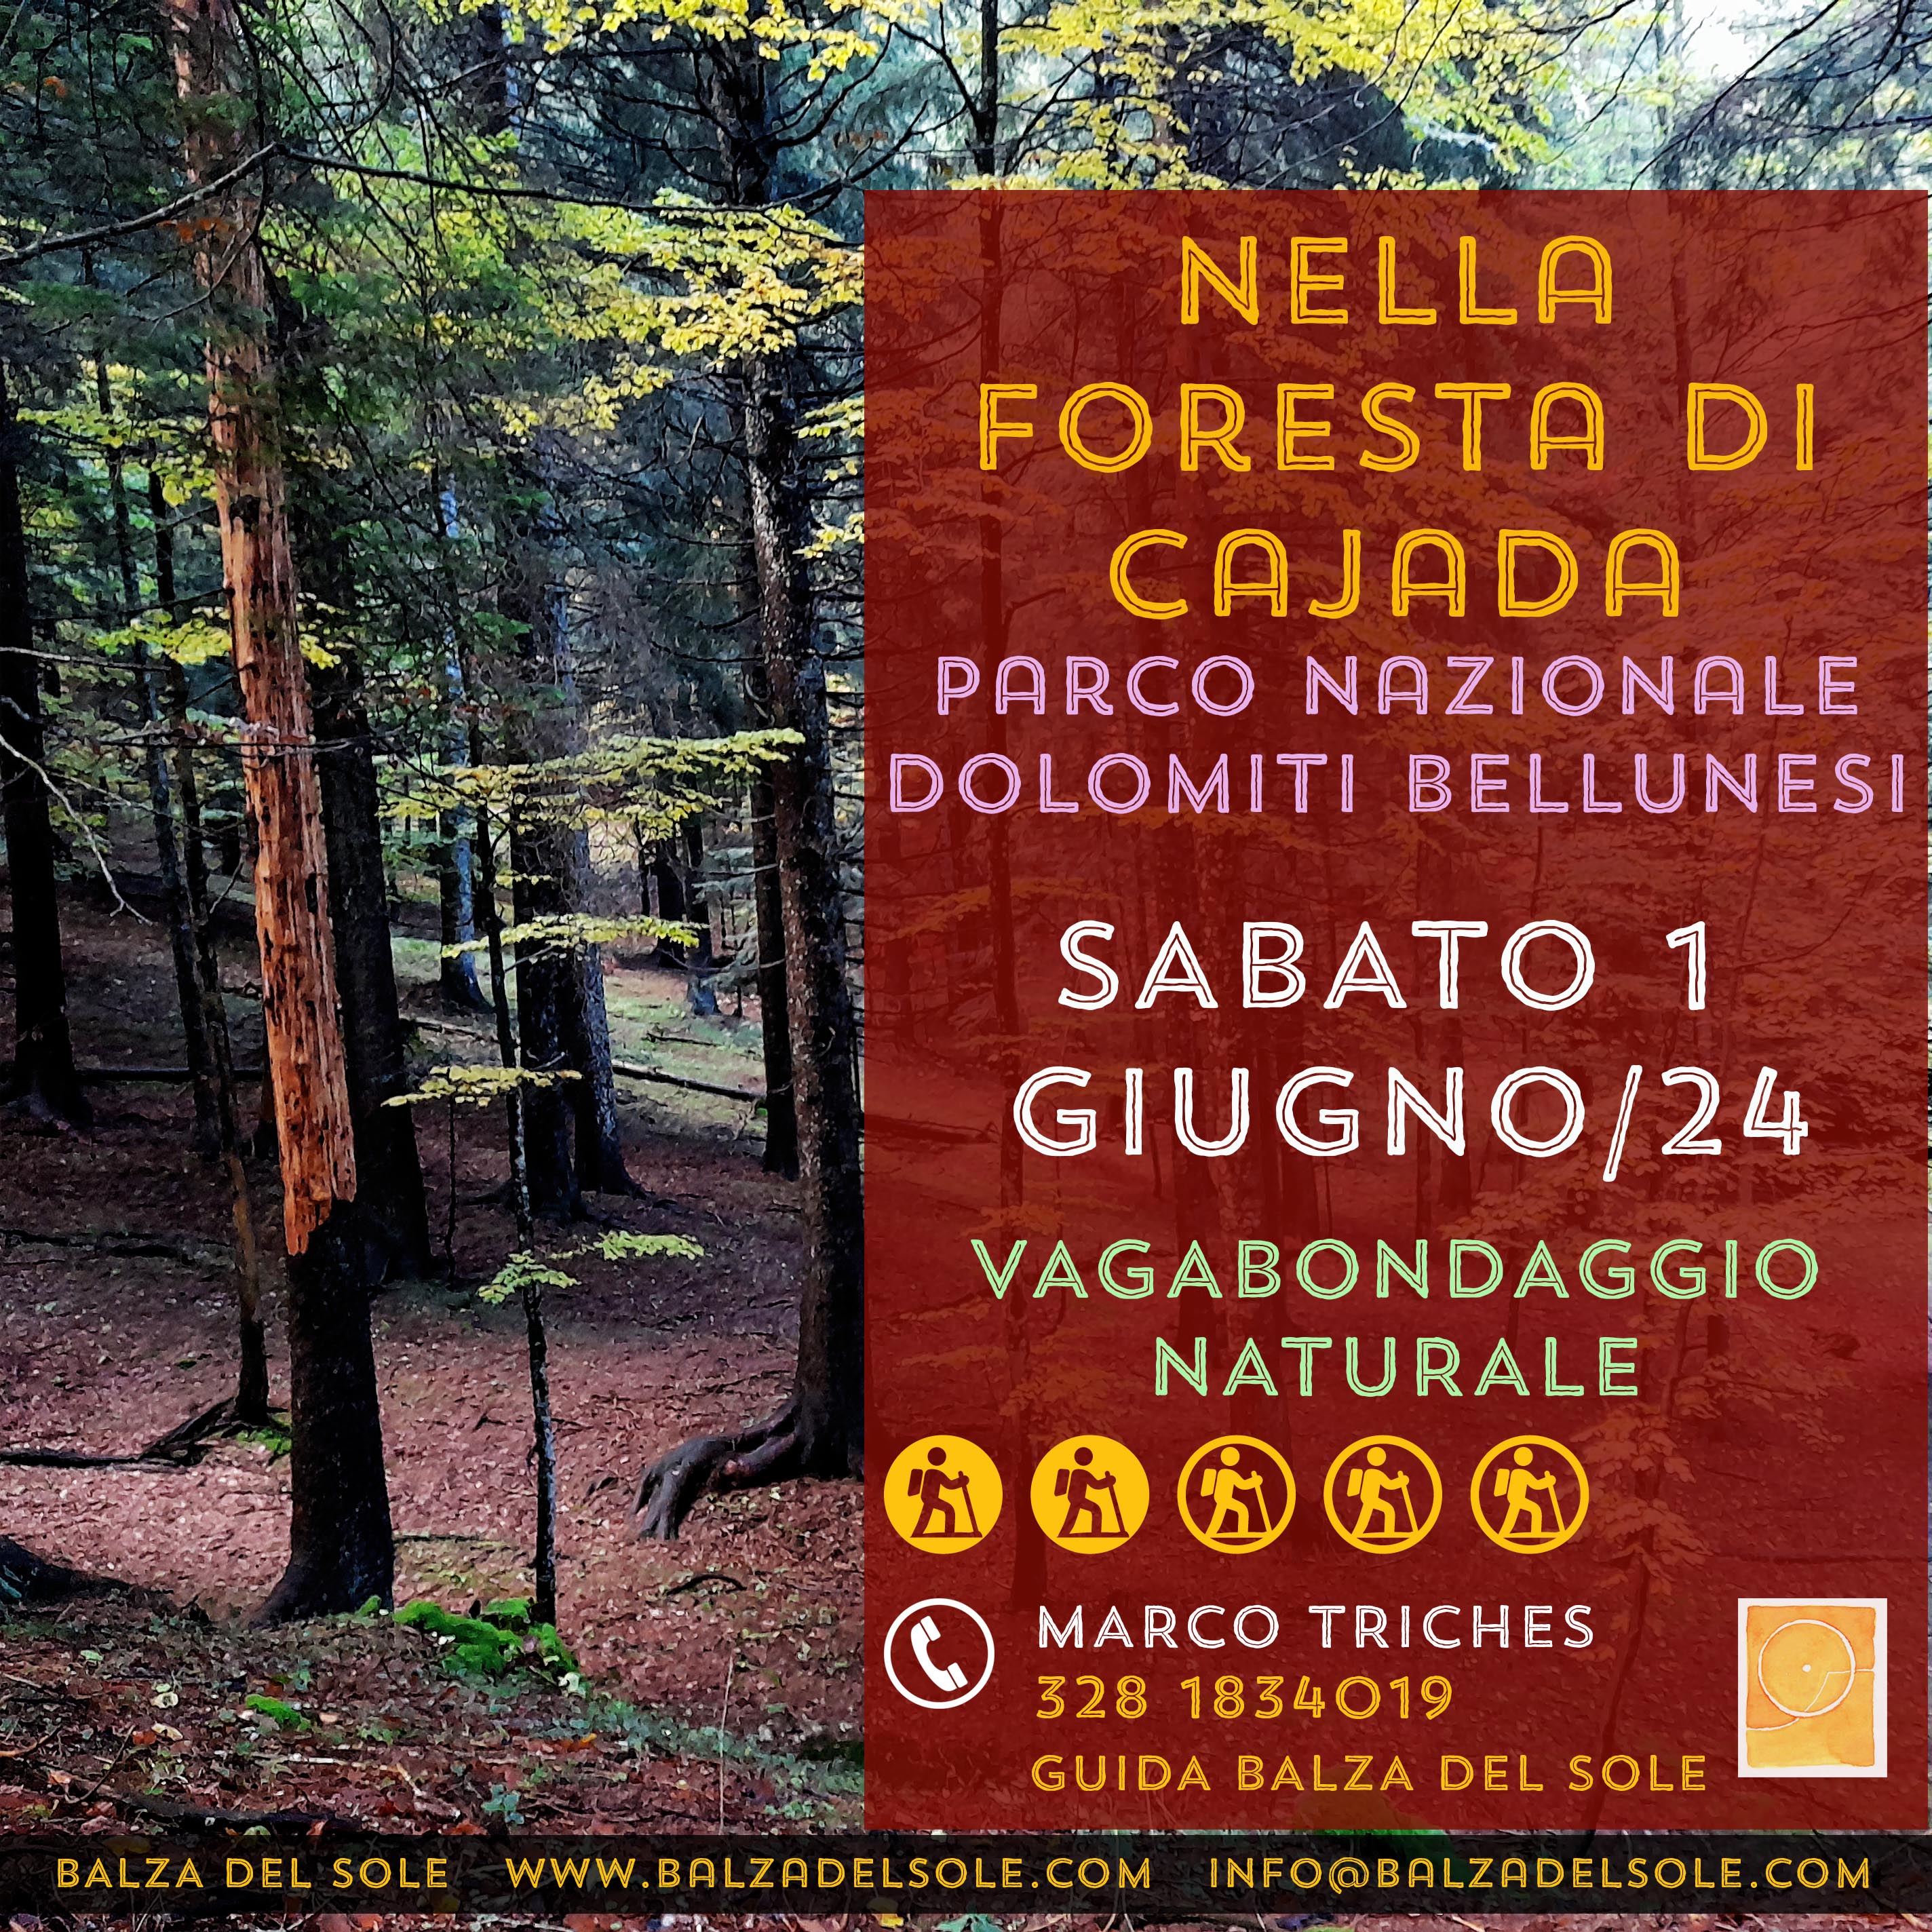 NELLA
FORESTA DI
CAJADA
PARCO NAZIONALE
DOLOMITI BELLUNESI
SABATO 1
GIUGNO/24
VAGABONDAGGIO
NATURALE
MARCO TRICHES
328 1834019
GUIDA BALZA DEL SOLE
BALZA DEL SOLE WWW.BALZADELSOLE.COM INFO@BALZADELSOLE.COM